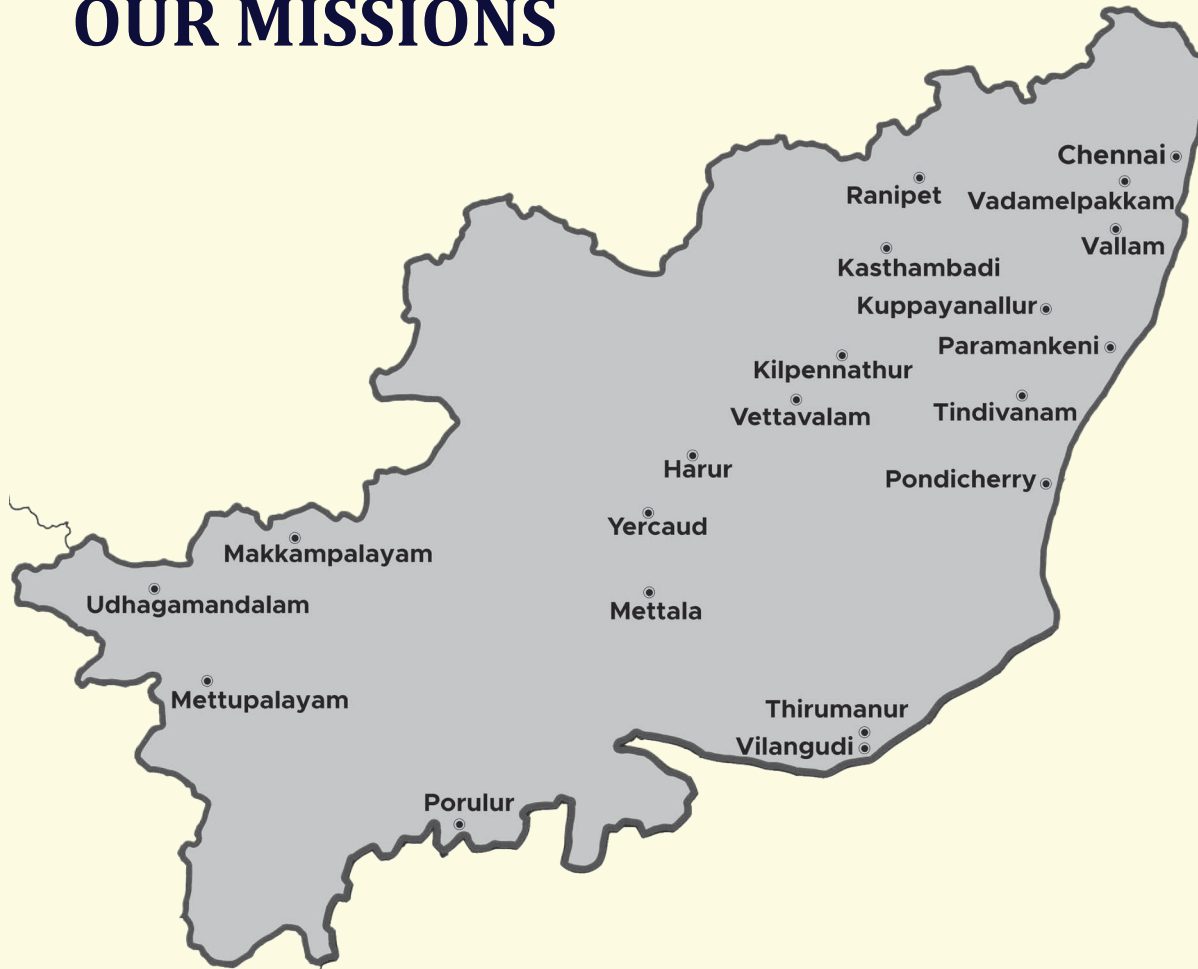 OUR MISSIONS
Chennai
Ranipet
Vadamelpakkam
Vallam
Kasthambadi
Kuppayanallur
Paramankeni
Kilpennathur
Vettavalam
Tindivanam
Harur
Pondicherry
Yercaud
Makkampalayam
Udhagamandalam
Mettala
Mettupalayam
Thirumanur
Vilangudi
Porulur